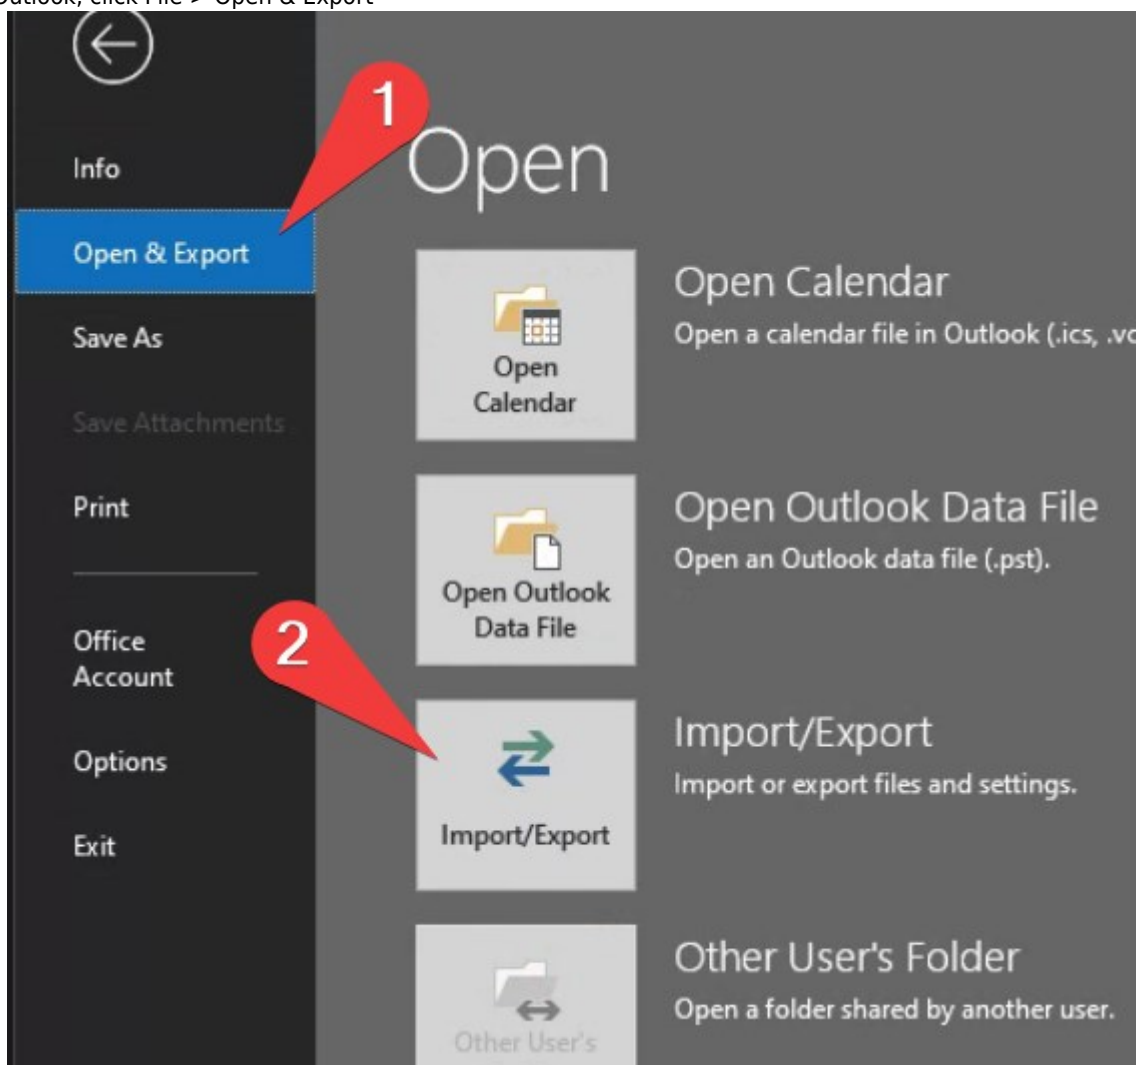 Outlook, click File > Open & Export
1
Info
Open & Export
Save As
Save Attachments
Print
Office
Account
Options
Exit
2
Open
Open
Calendar
Open Calendar
Open a calendar file in Outlook (.ics, .vc
Open Outlook
Data File
Open Outlook Data File
Open an Outlook data file (.pst).
Import/Export
Import/Export
Import or export files and settings.
Other User's
Other User's Folder
Open a folder shared by another user.